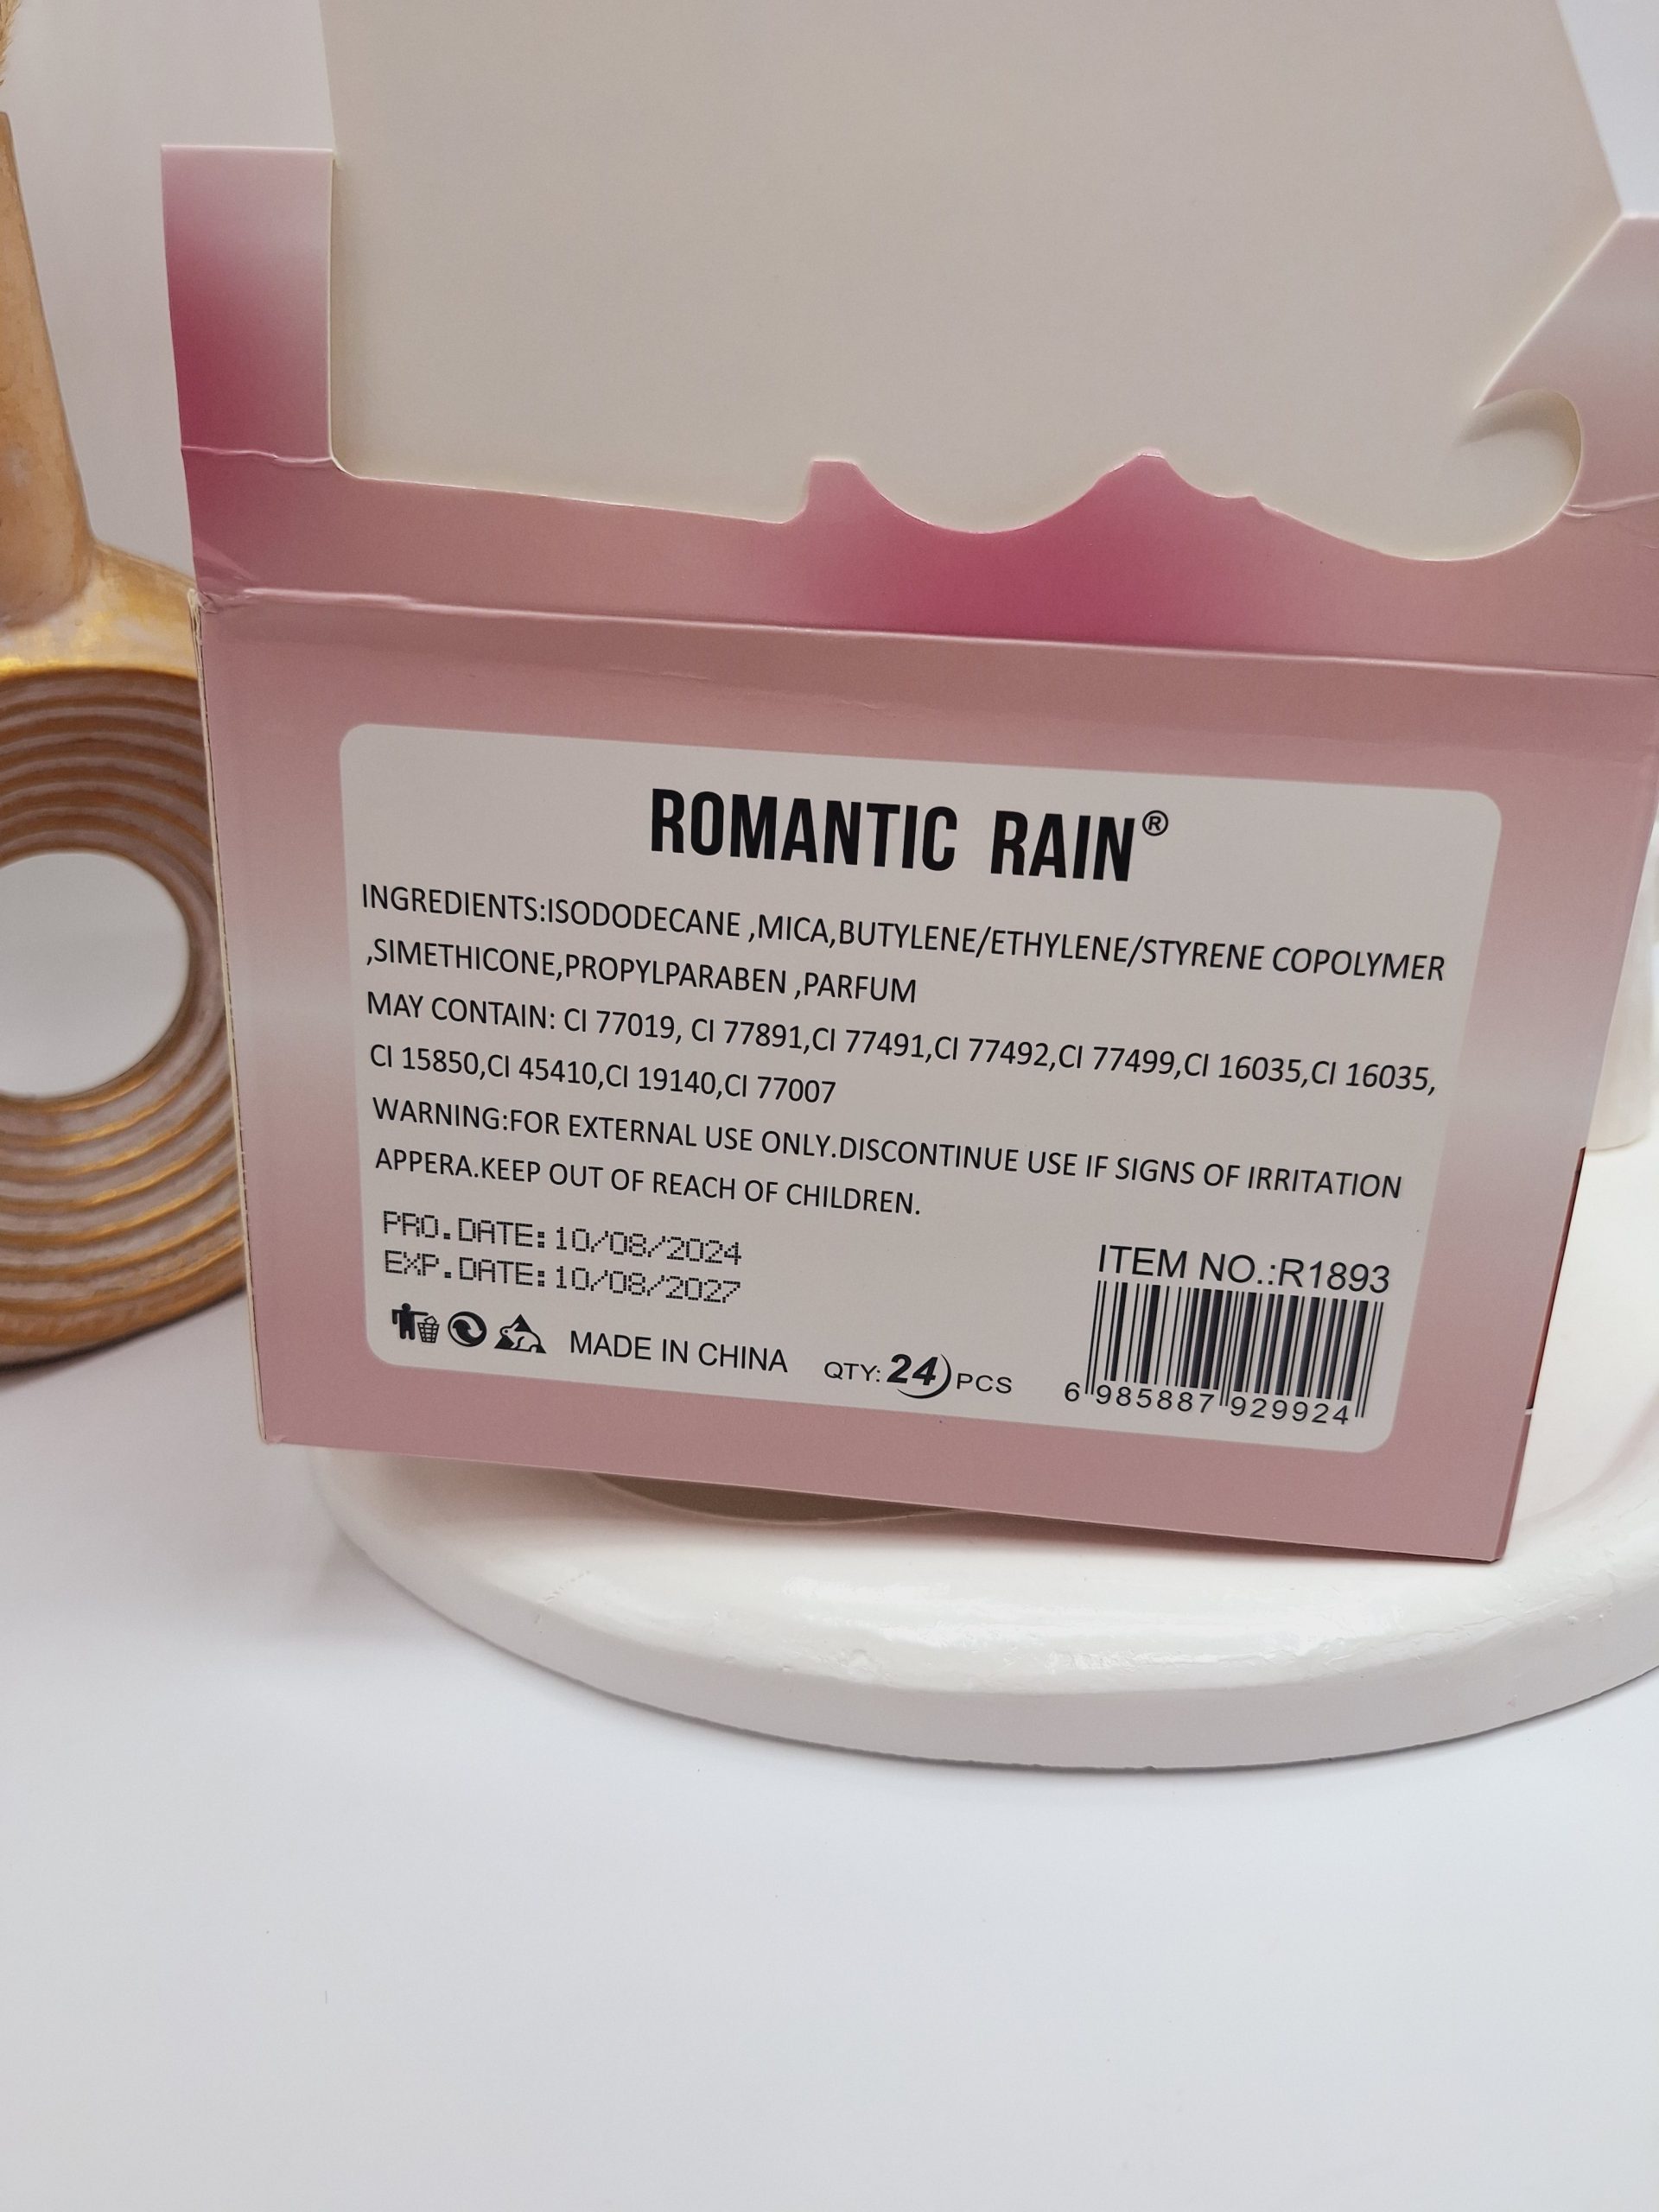 ROMANTIC RAIN®
INGREDIENTS:ISODODECANE ,MICA,BUTYLENE/ETHYLENE/STYRENE COPOLYMER
,SIMETHICONE,PROPYLPARABEN ,PARFUM
MAY CONTAIN: CI 77019, CI 77891,CI 77491,CI 77492,CI 77499,CI 16035,CI 16035,
CI 15850,CI 45410,CI 19140,CI 77007
WARNING:FOR EXTERNAL USE ONLY.DISCONTINUE USE IF SIGNS OF IRRITATION
APPERA.KEEP OUT OF REACH OF CHILDREN.
PRO.DATE:10/08/2024
EXP.DATE:10/08/2027
MADE IN CHINA
QTY: 24 PCS
ITEM NO.:R1893
6 985887 929924